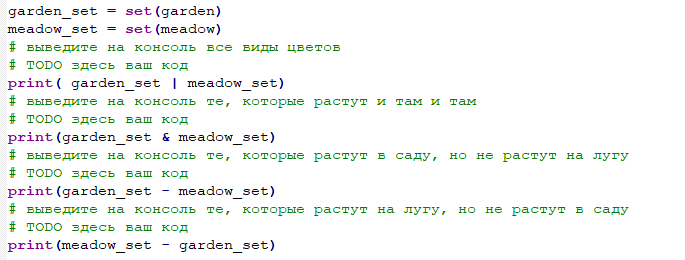 garden_set = set(garden)
meadow_set = set(meadow)
# выведите на консоль все виды цветов
# TODO здесь ваш код
print( garden_set | meadow_set)
# выведите на консоль те, которые растут и там и там
# TODO здесь ваш код
print(garden_set & meadow_set)
# выведите на консоль те, которые растут в саду, но не растут на лугу
# TODO здесь ваш код
print(garden_set - meadow_set)
# выведите на консоль те, которые растут на лугу, но не растут в саду
# TODO здесь ваш код
print(meadow_set - garden_set)